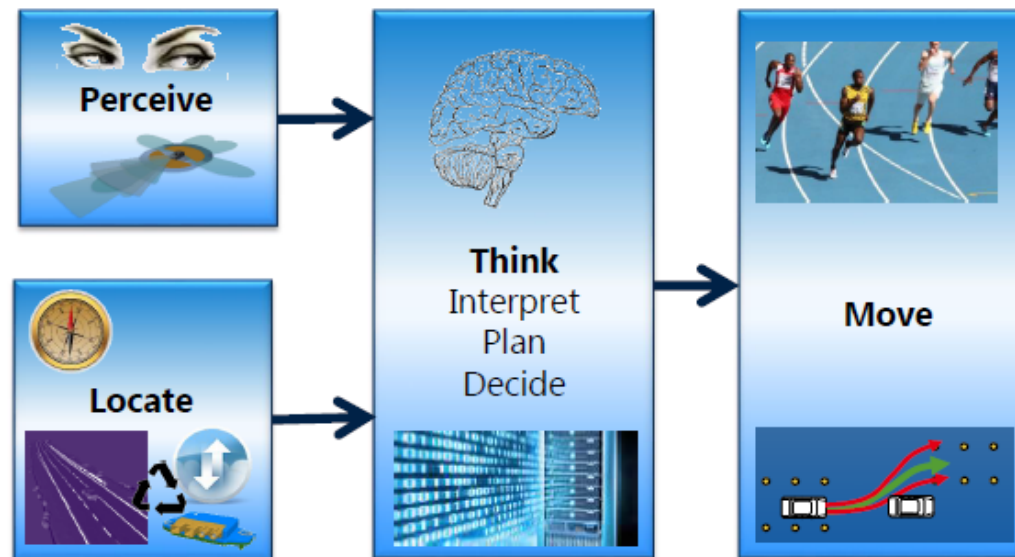 Perceive
Locate
Think
Interpret
Plan
Decide
Move